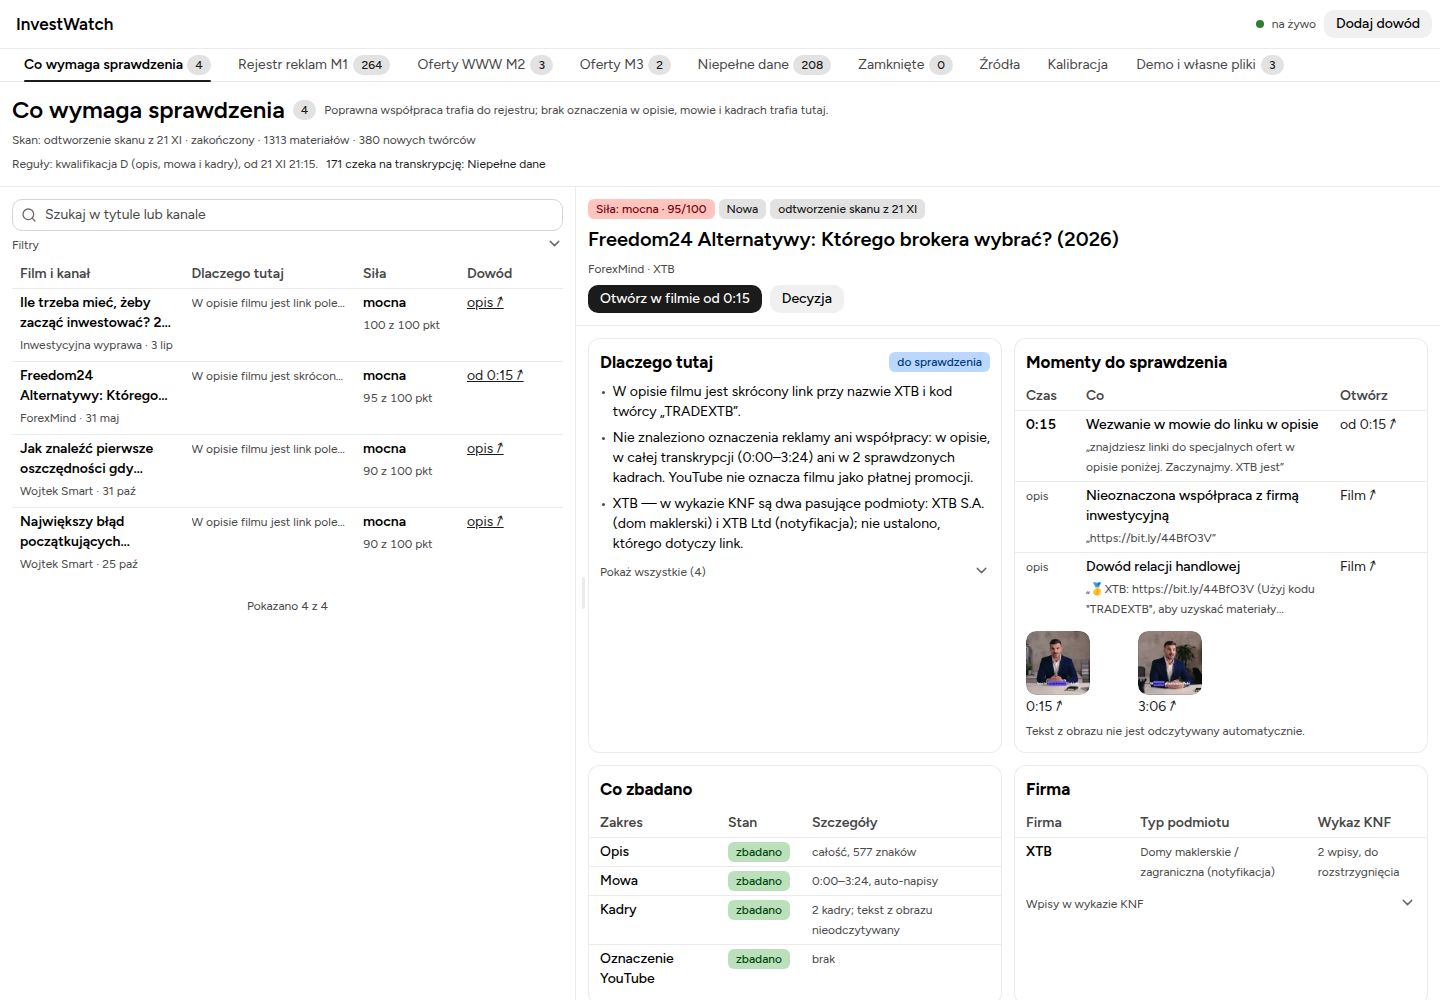 InvestWatch
na żywo
Dodaj dowód
Co wymaga sprawdzenia 4
Rejestr reklam M1 264
Oferty WWW M2 3
Oferty M3 2
Niepełne dane 208
Zamknięte 0
Źródła
Kalibracja
Demo i własne pliki 3
Co wymaga sprawdzenia 4 Poprawna współpraca trafia do rejestru; brak oznaczenia w opisie, mowie i kadrach trafia tutaj.
Skan: odtworzenie skanu z 21 XI · zakończony · 1313 materiałów · 380 nowych twórców
Reguły: kwalifikacja D (opis, mowa i kadry), od 21 XI 21:15. 171 czeka na transkrypcję: Niepełne dane
Szukaj w tytule lub kanale
Filtry
Film i kanał Dlaczego tutaj Siła Dowód
Ile trzeba mieć, żeby W opisie filmu jest link pole... mocna opis ↗
zacząć inwestować? 2... 100 z 100 pkt
Inwestycyjna wyprawa · 3 lip
Freedom24 W opisie filmu jest skrócon... mocna od 0:15 ↗
Alternatywy: Którego... 95 z 100 pkt
ForexMind · 31 maj
Jak znaleźć pierwsze W opisie filmu jest link pole... mocna opis ↗
oszczędności gdy... 90 z 100 pkt
Wojtek Smart · 31 paź
Największy błąd W opisie filmu jest link pole... mocna opis ↗
początkujących... 90 z 100 pkt
Wojtek Smart · 25 paź
Pokazano 4 z 4
Siła: mocna · 95/100 Nowa odtworzenie skanu z 21 XI
Freedom24 Alternatywy: Którego brokera wybrać? (2026)
ForexMind · XTB
Otwórz w filmie od 0:15 Decyzja
Dlaczego tutaj do sprawdzenia
• W opisie filmu jest skrócony link przy nazwie XTB i kod
twórcy „TRADEXTB”.
• Nie znaleziono oznaczenia reklamy ani współpracy: w opisie,
w całej transkrypcji (0:00–3:24) ani w 2 sprawdzonych
kadrach. YouTube nie oznacza filmu jako płatnej promocji.
• XTB — w wykazie KNF są dwa pasujące podmioty: XTB S.A.
(dom maklerski) i XTB Ltd (notyfikacja); nie ustalono,
którego dotyczy link.
Pokaż wszystkie (4)
Momenty do sprawdzenia
Czas Co Otwórz
0:15 Wezwanie w mowie do linku w opisie od 0:15 ↗
„znajdziesz linki do specjalnych ofert w
opisie poniżej. Zaczynajmy. XTB jest”
opis Nieoznaczona współpraca z firmą Film ↗
inwestycyjną
„https://bit.ly/44BfO3V”
opis Dowód relacji handlowej Film ↗
„🥇XTB: https://bit.ly/44BfO3V (Użyj kodu
"TRADEXTB", aby uzyskać materiały...
0:15 ↗ 3:06 ↗
Tekst z obrazu nie jest odczytywany automatycznie.
Co zbadano
Zakres Stan Szczegóły
Opis zbadano całość, 577 znaków
Mowa zbadano 0:00–3:24, auto-napisy
Kadry zbadano 2 kadry; tekst z obrazu
nieodczytywany
Oznaczenie zbadano brak
YouTube
Firma
Firma Typ podmiotu Wykaz KNF
XTB Domy maklerskie / 2 wpisy, do
zagraniczna (notyfikacja) rozstrzygnięcia
Wpisy w wykazie KNF